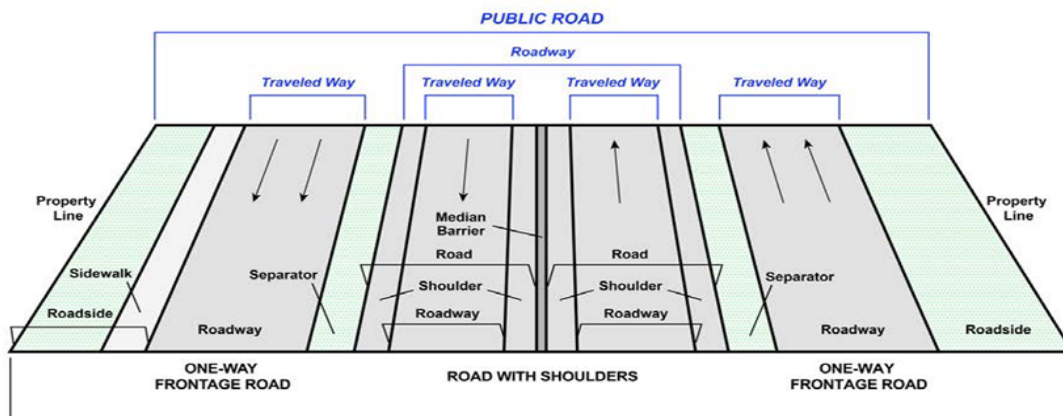 PUBLIC ROAD
Roadway
Traveled Way
Traveled Way
Traveled Way
Traveled Way
Property
Line
Property
Line
Median
Barrier
Road
Road
Sidewalk
Separator
Shoulder
Shoulder
Separator
Roadside
Roadway
Roadway
Roadway
Roadway
Roadside
ONE-WAY
FRONTAGE ROAD
ROAD WITH SHOULDERS
ONE-WAY
FRONTAGE ROAD